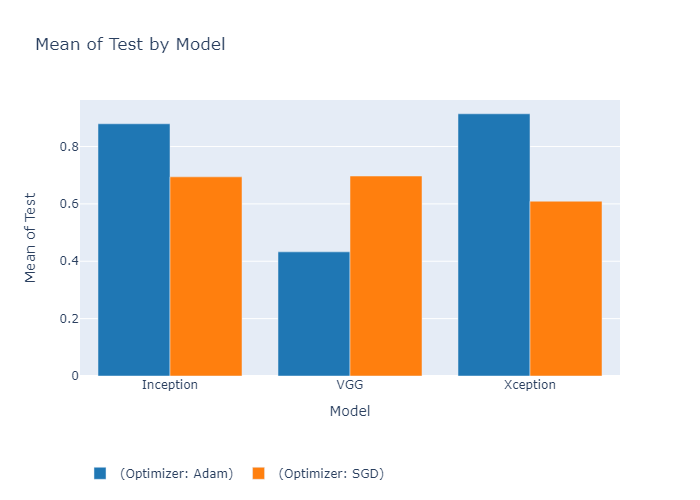 Mean of Test by Model
Mean of Test
0.8
0.6
0.4
0.2
0
Inception VGG Xception
Model
(Optimizer: Adam) (Optimizer: SGD)